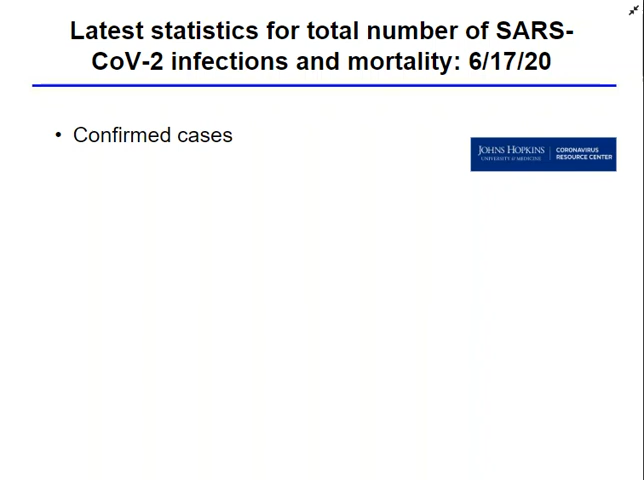 Latest statistics for total number of SARS-
CoV-2 infections and mortality: 6/17/20
• Confirmed cases
JOHNS HOPKINS
UNIVERSITY of MEDICINE
CORONAVIRUS
RESOURCE CENTER